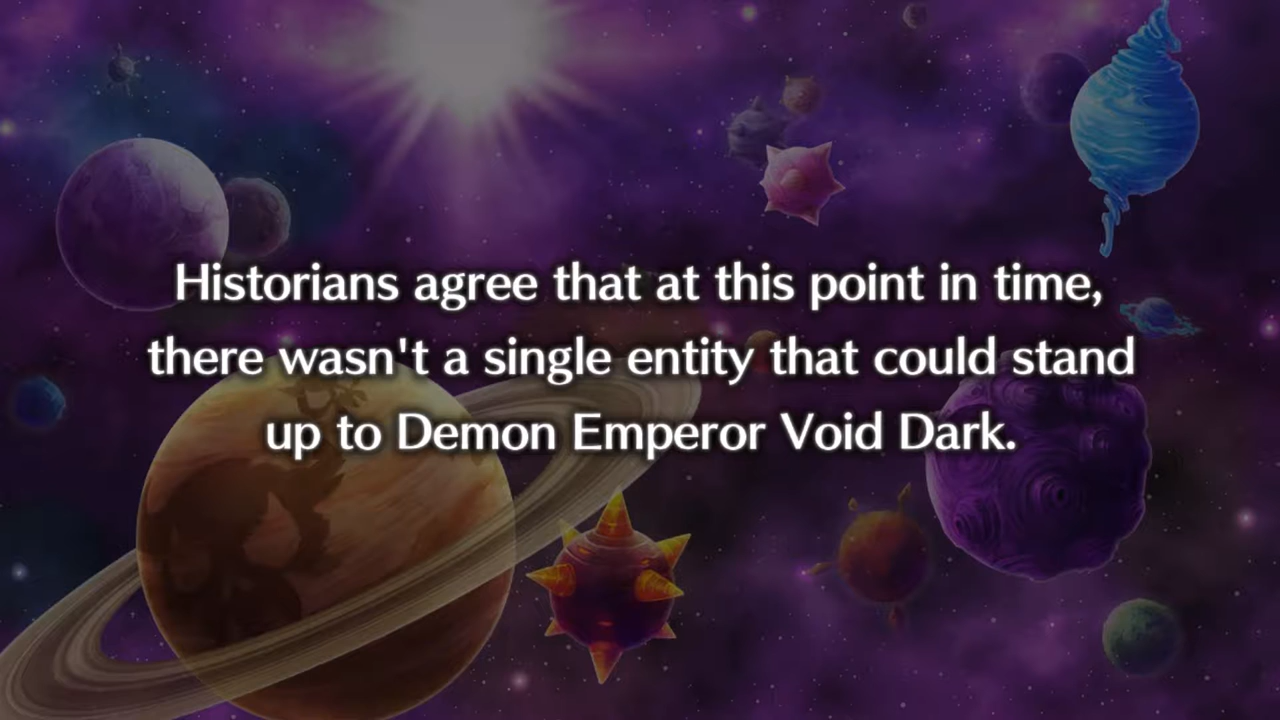 Historians agree that at this point in time,
there wasn't a single entity that could stand
up to Demon Emperor Void Dark.